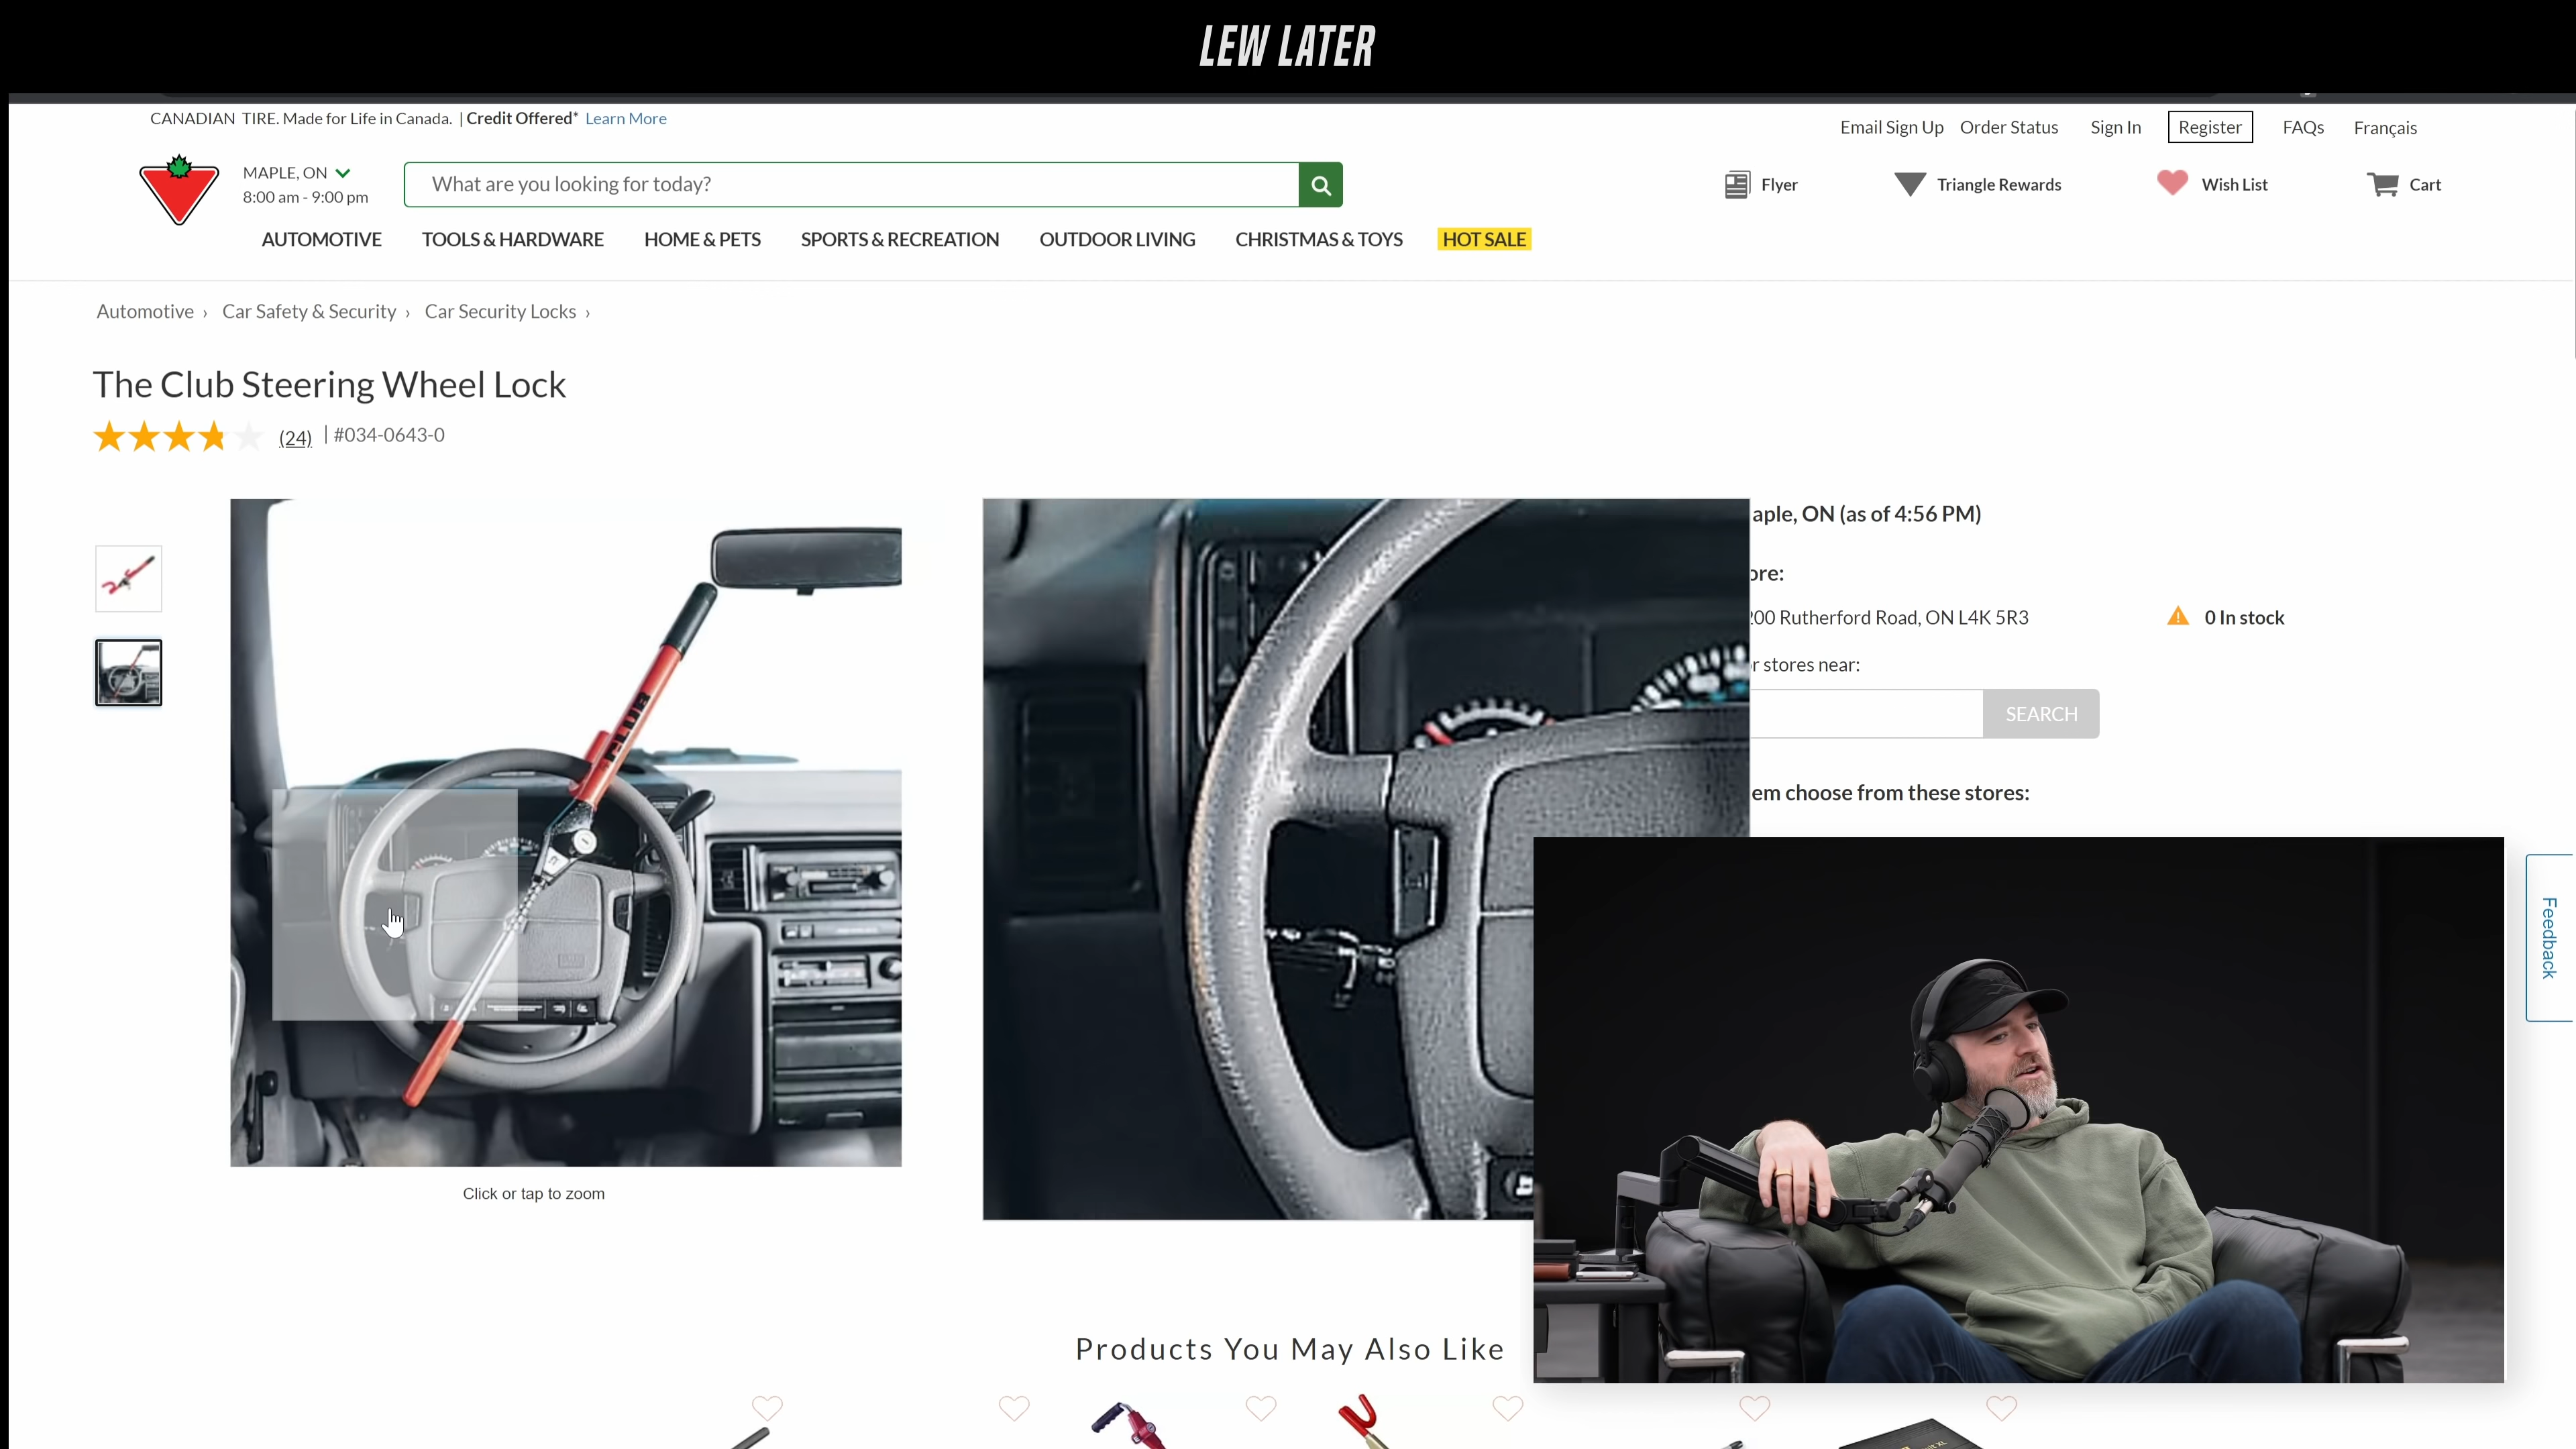 LEW LATER
CANADIAN TIRE. Made for Life in Canada. | Credit Offered* Learn More
Email Sign Up Order Status Sign In Register FAQs Français
MAPLE, ON
8:00 am - 9:00 pm
What are you looking for today?
Flyer Triangle Rewards Wish List Cart
AUTOMOTIVE TOOLS & HARDWARE HOME & PETS SPORTS & RECREATION OUTDOOR LIVING CHRISTMAS & TOYS HOT SALE
Automotive › Car Safety & Security › Car Security Locks ›
The Club Steering Wheel Lock
(24) | #034-0643-0
aple, ON (as of 4:56 PM)
ore:
00 Rutherford Road, ON L4K 5R3
0 In stock
r stores near:
SEARCH
em choose from these stores:
CLUB
Feedback
Click or tap to zoom
Products You May Also Like